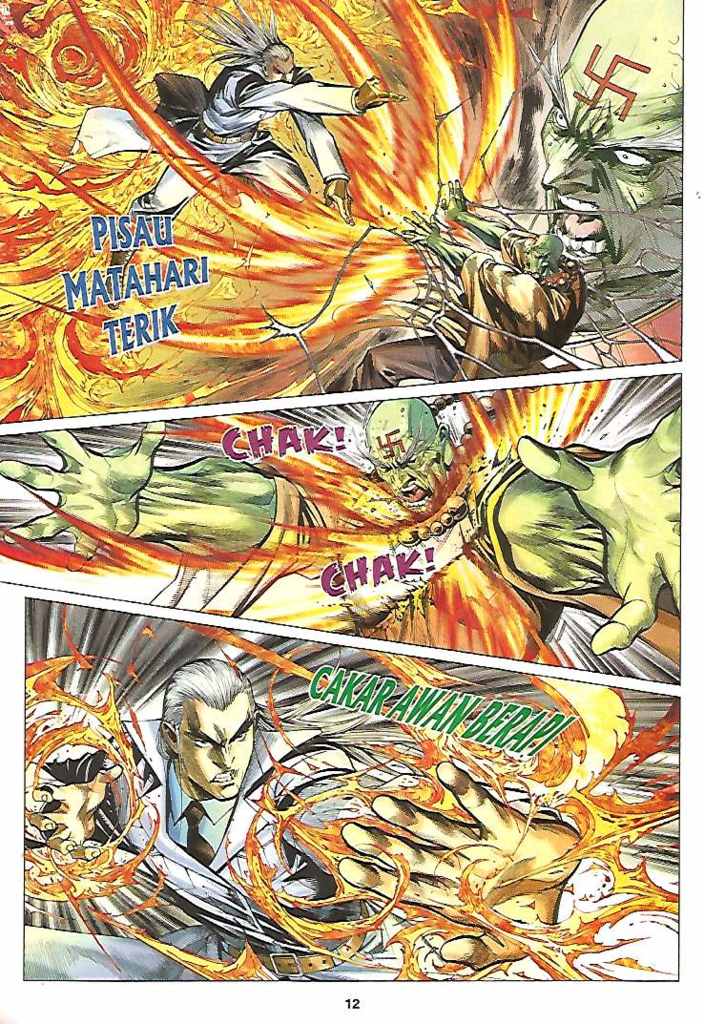 PISAU
MATAHARI
TERIK
CHAK!
CHAK!
CAKAR AWAN BERAPI!
12